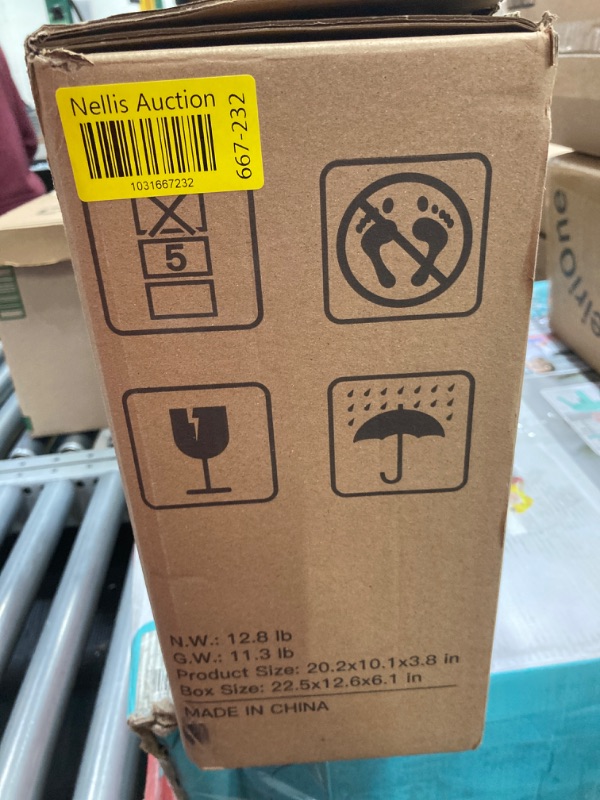 Nellis Auction
667-232
1031667232
5
N.W.: 12.8 lb
G.W.: 11.3 lb
Product Size: 20.2x10.1x3.8 in
Box Size: 22.5x12.6x6.1 in
MADE IN CHINA